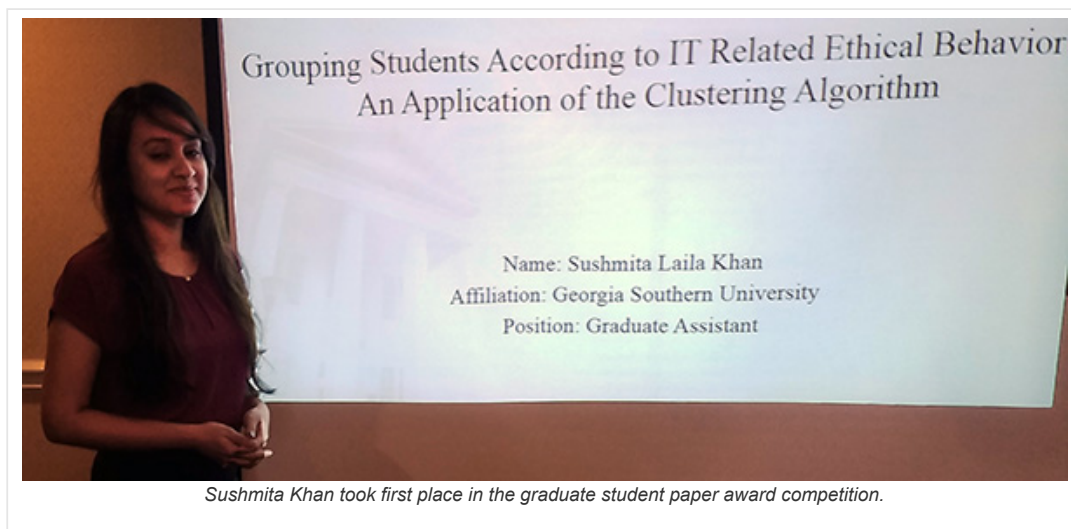 Grouping Students According to IT Related Ethical Behavior
An Application of the Clustering Algorithm
Name: Sushmita Laila Khan
Affiliation: Georgia Southern University
Position: Graduate Assistant
Sushmita Khan took first place in the graduate student paper award competition.